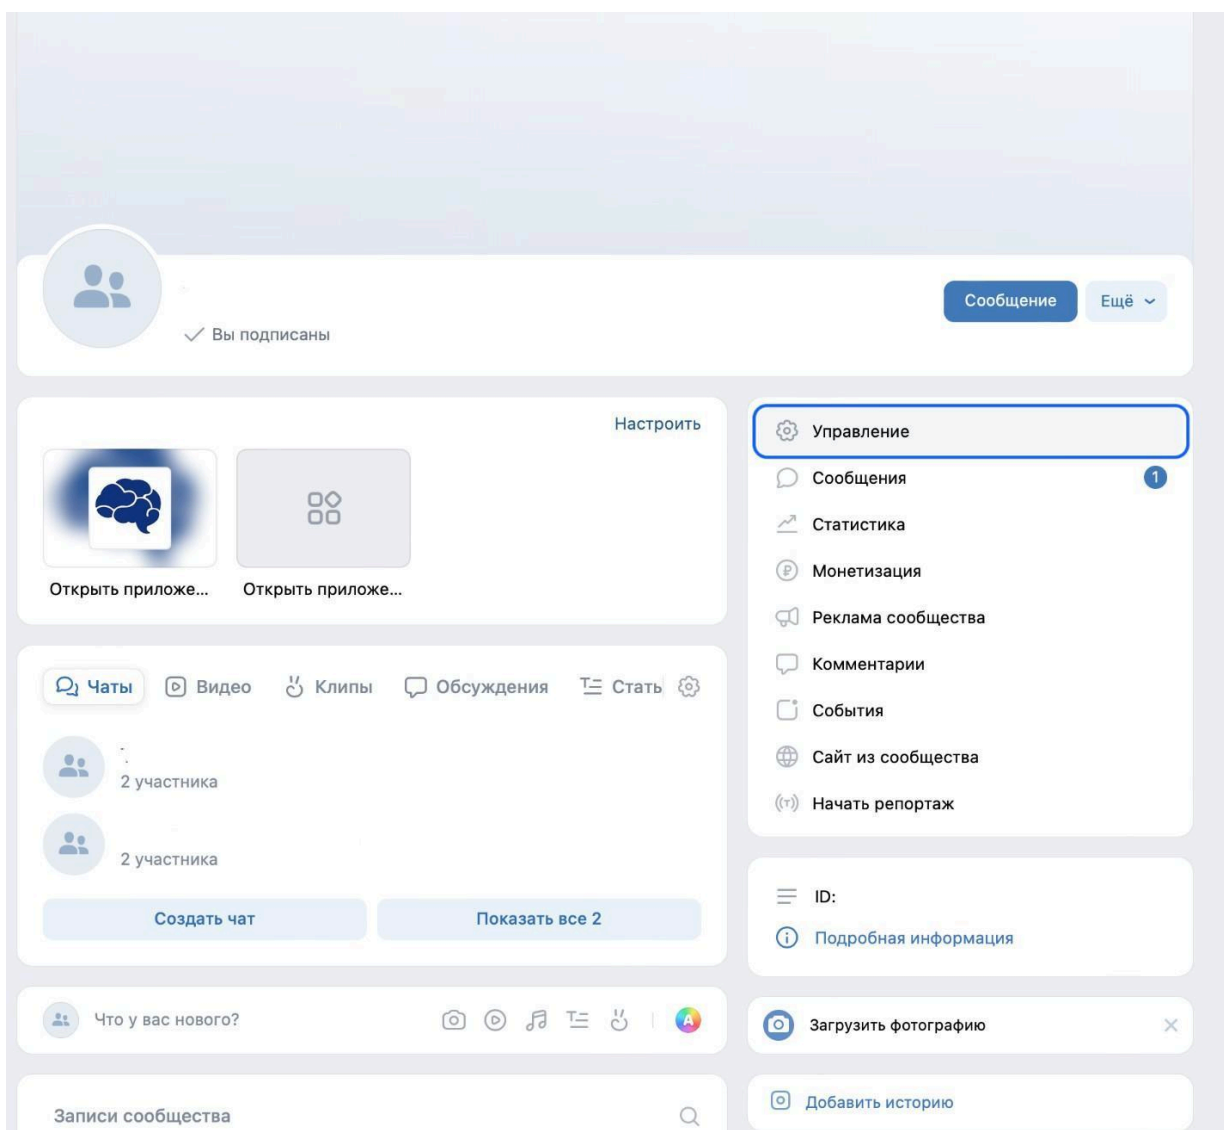 Сообщение
Ещё
Вы подписаны
Настроить
Открыть приложе...
Открыть приложе...
Управление
Сообщения 1
Статистика
Монетизация
Реклама сообщества
Комментарии
События
Сайт из сообщества
Начать репортаж
Чаты Видео Клипы Обсуждения Стать
2 участника
2 участника
Создать чат Показать все 2
ID:
Подробная информация
Что у вас нового?
A
Загрузить фотографию
Записи сообщества
Добавить историю